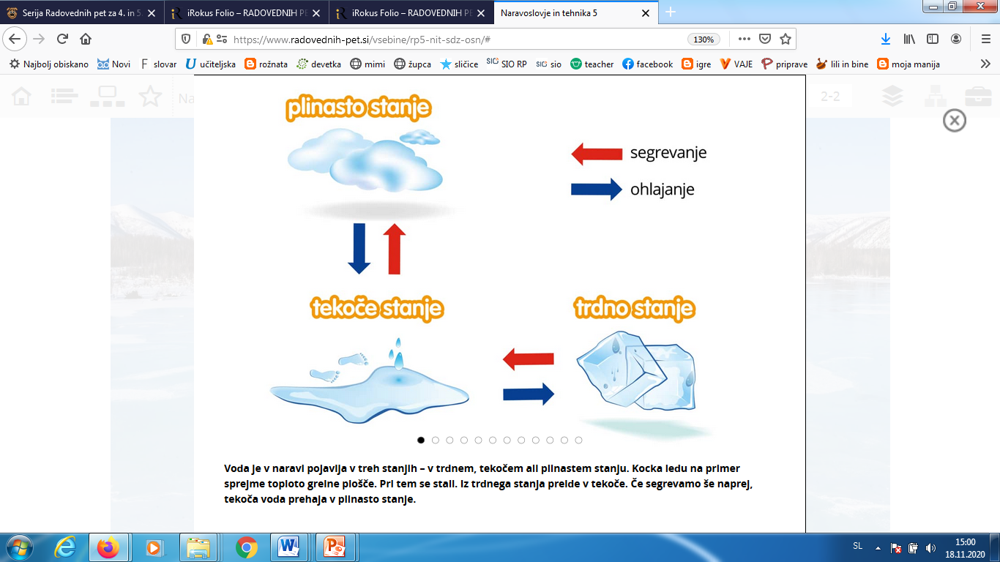 Serija Radovednih pet za 4. in 5.
iRokus Folio – RADOVEDNIH PE
iRokus Folio – RADOVEDNIH PE
Naravoslovje in tehnika 5
https://www.radovednih-pet.si/vsebine/rp5-nit-sdz-osn/#
130%
Najbolj obiskano
Novi
slovar
učiteljska
rožnata
devetka
mimi
župca
sličice
SIO RP
sio
teacher
facebook
igre
VAJE
priprave
lili in bine
moja manija
Na
2-2
plinasto stanje
segrevanje
ohlajanje
tekoče stanje
trdno stanje
Voda je v naravi pojavlja v treh stanjih – v trdnem, tekočem ali plinastem stanju. Kocka ledu na primer
sprejme toploto grelne plošče. Pri tem se stali. Iz trdnega stanja preide v tekoče. Če segrevamo še naprej,
tekoča voda prehaja v plinasto stanje.
SL
15:00
18.11.2020